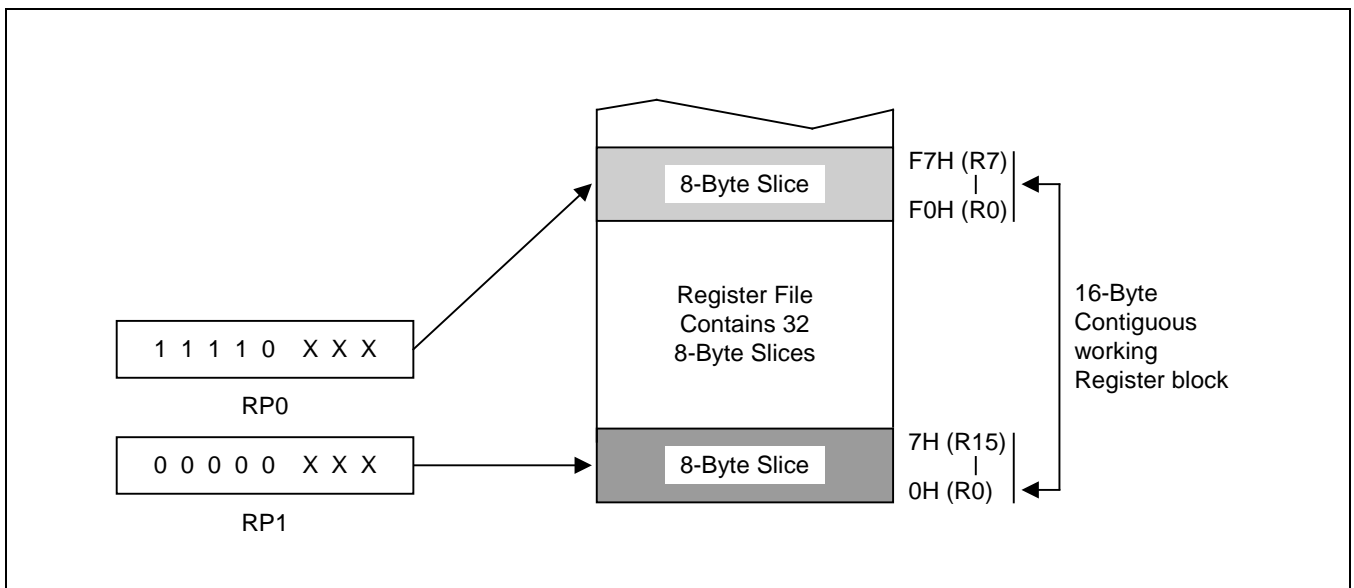 8-Byte Slice
F7H (R7)
F0H (R0)
Register File
Contains 32
8-Byte Slices
16-Byte
Contiguous
working
Register block
1 1 1 1 0 X X X
RP0
0 0 0 0 0 X X X
RP1
8-Byte Slice
7H (R15)
0H (R0)